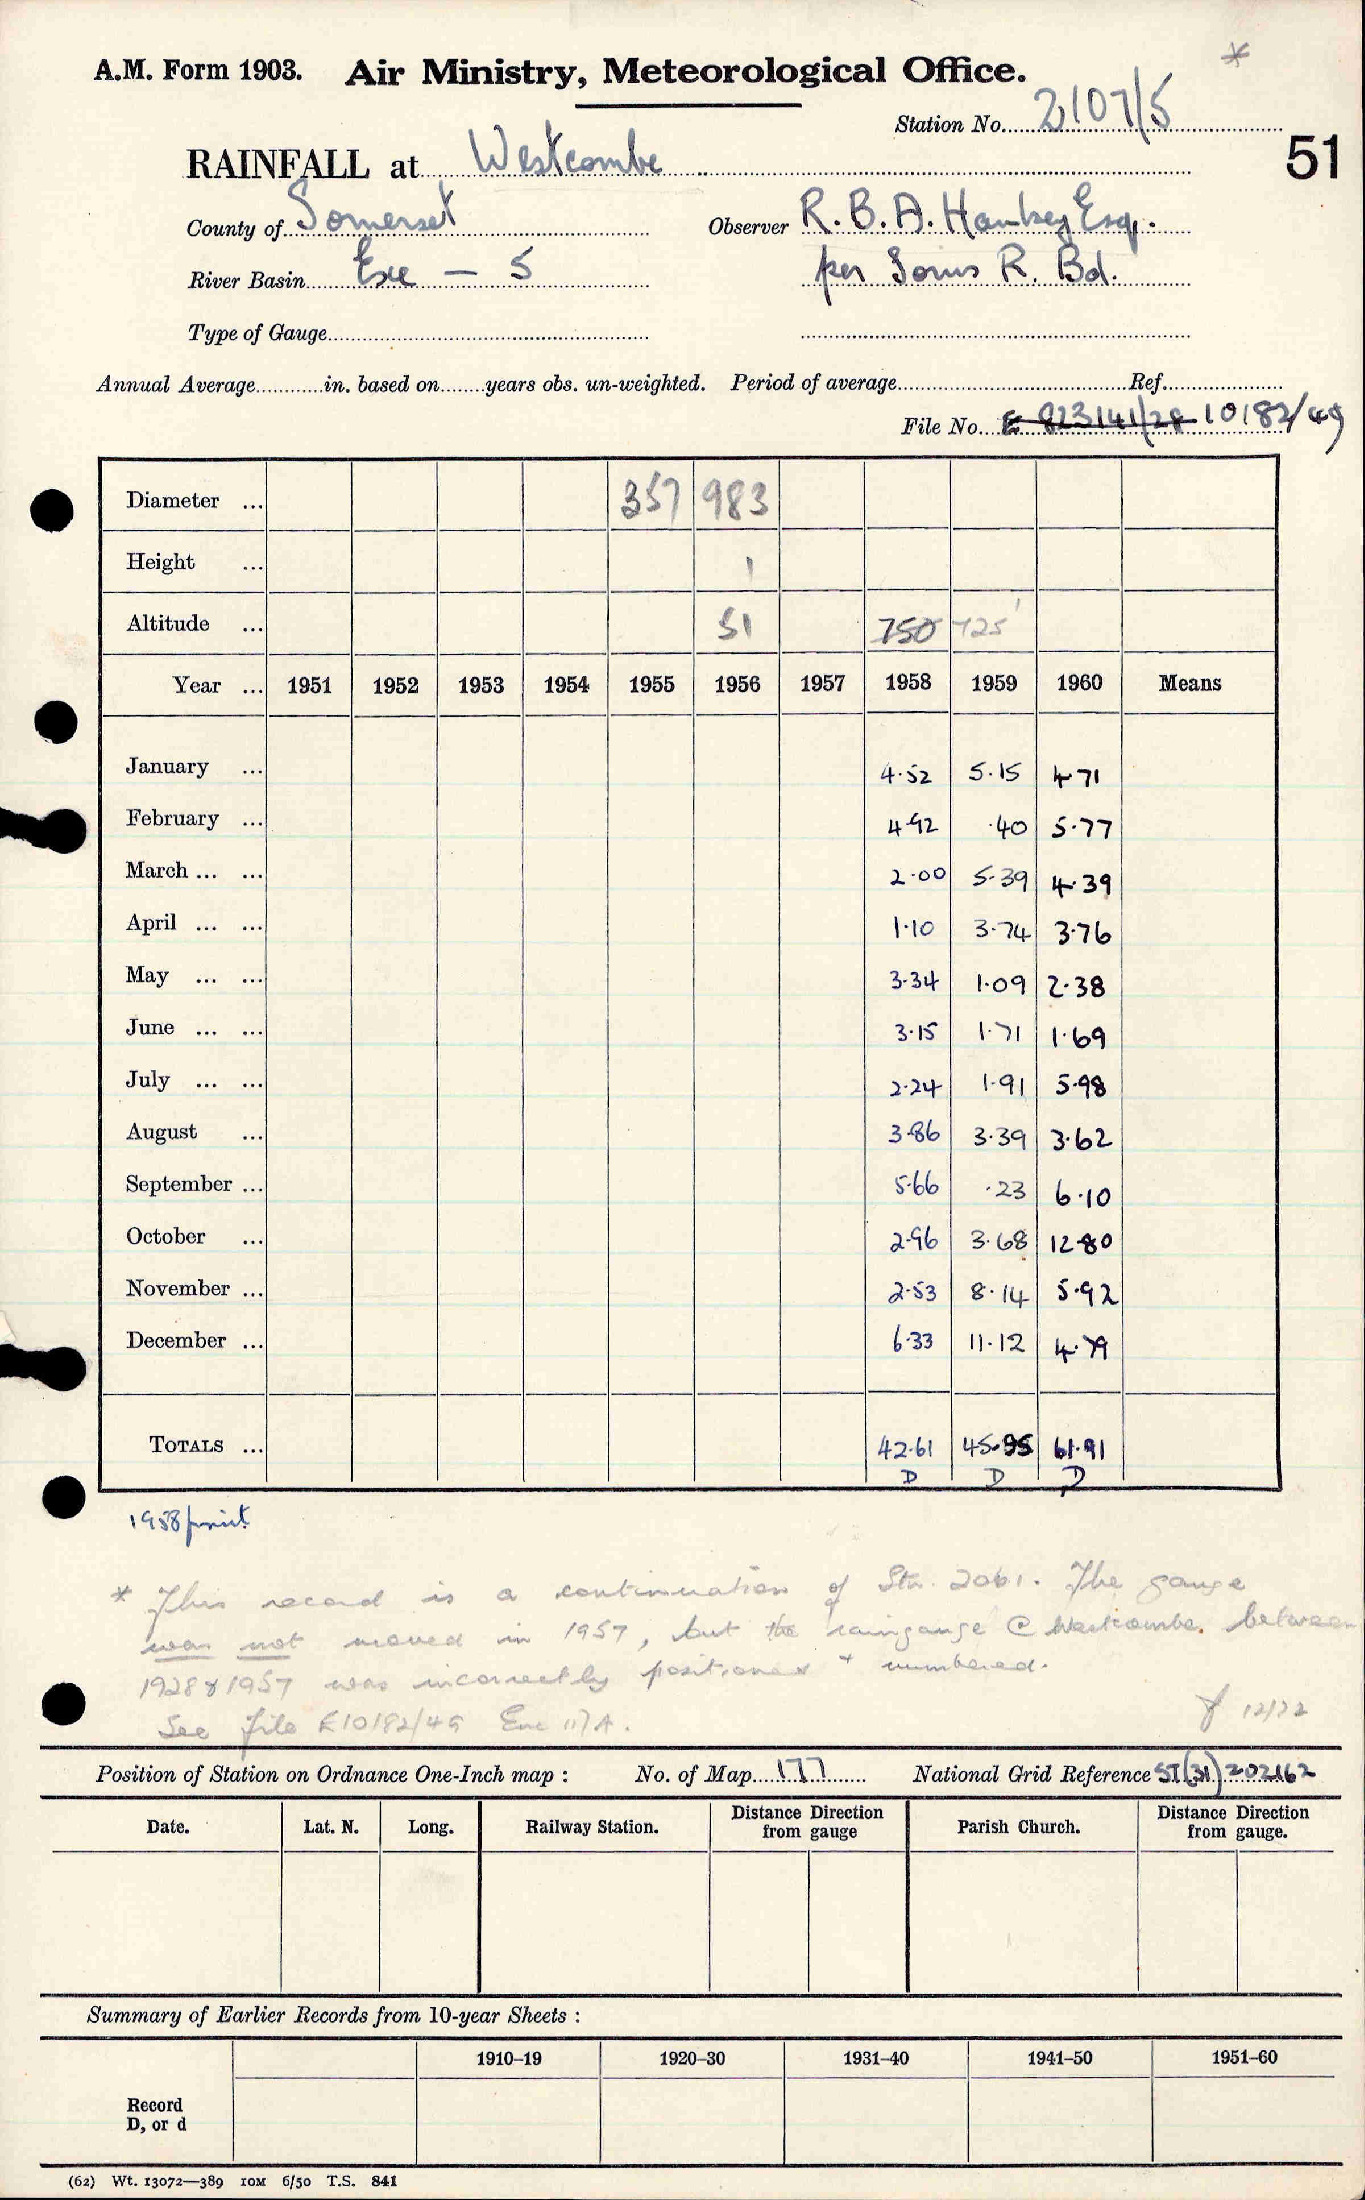 *
A.M. Form 1903. Air Ministry, Meteorological Office.
Station No. 2107/5
51
RAINFALL at Westcombe
County of Somerset Observer R. B. A. Hankey Esq.
River Basin Exe — 5 per Soms R. Bd.
Type of Gauge
Annual Average in. based on years obs. un-weighted. Period of average Ref.
File No. E 823141/28 10182/49
Diameter ... 357 983
Height ... 1
Altitude ... 51 750 725'
Year ... 1951 1952 1953 1954 1955 1956 1957 1958 1959 1960 Means
January ... 4.52 5.15 4.71
February ... 4.92 .40 5.77
March ... ... 2.00 5.39 4.39
April ... ... 1.10 3.74 3.76
May ... ... 3.34 1.09 2.38
June ... ... 3.15 1.71 1.69
July ... ... 2.24 1.91 5.98
August ... 3.86 3.39 3.62
September ... 5.66 .23 6.10
October ... 2.96 3.68 12.80
November ... 2.53 8.14 5.92
December ... 6.33 11.12 4.79
TOTALS ... 42.61 45.95 61.91
D D D
1958 print
* This record is a continuation of Stn. 2061. The gauge
was not moved in 1957, but the raingauge @ Westcombe. between
1928 & 1957 was incorrectly positioned + numbered.
See file E10182/49 Enc 117A.
12/72
Position of Station on Ordnance One-Inch map : No. of Map 177 National Grid Reference ST(31)202162
Date. Lat. N. Long. Railway Station. Distance Direction from gauge Parish Church. Distance Direction from gauge.
Summary of Earlier Records from 10-year Sheets :
1910–19 1920–30 1931–40 1941–50 1951–60
Record
D, or d
(62) Wt. 13072—389 10M 6/50 T.S. 841